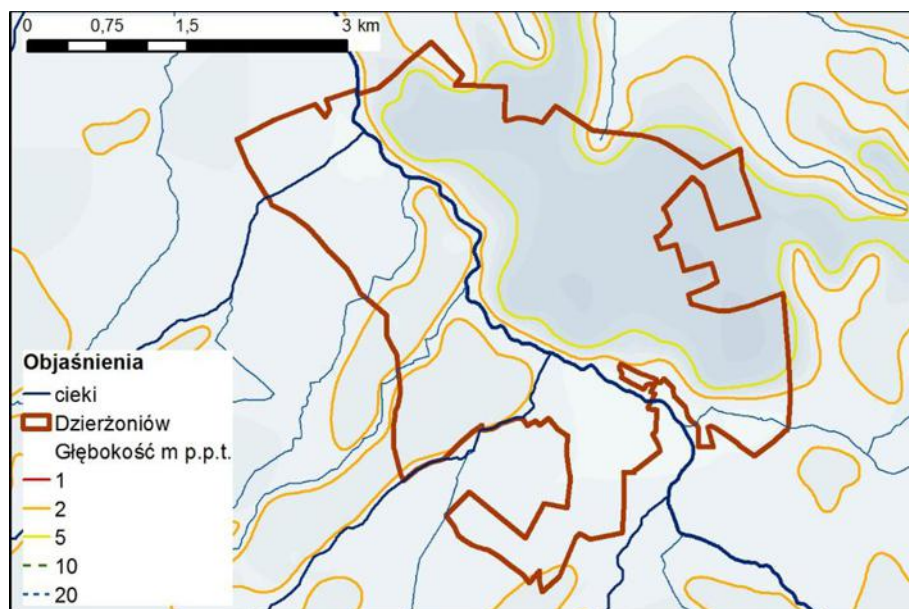 0 0,75 1,5 3 km
Objaśnienia
cieki
Dzierżoniów
Głębokość m p.p.t.
1
2
5
10
20